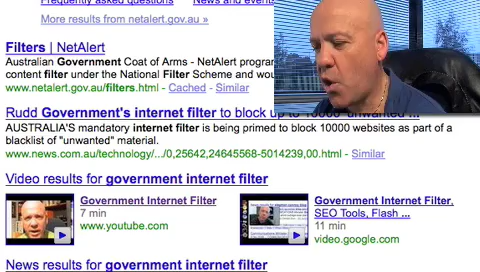 Frequently asked questions
News and events
More results from netalert.gov.au »
Filters | NetAlert
Australian Government Coat of Arms - NetAlert
content filter under the National Filter Scheme and
www.netalert.gov.au/filters.html - Cached - Similar
Rudd Government's internet filter to block up to 10000 "unwanted ...
AUSTRALIA'S mandatory internet filter is being primed to block 10000 websites as part of a
blacklist of "unwanted" material.
www.news.com.au/technology/.../0,25642,24645568-5014239,00.html - Similar
Video results for government internet filter
Government Internet Filter
7 min
www.youtube.com
Government Internet Filter,
SEO Tools, Flash ...
11 min
video.google.com
News results for government internet filter